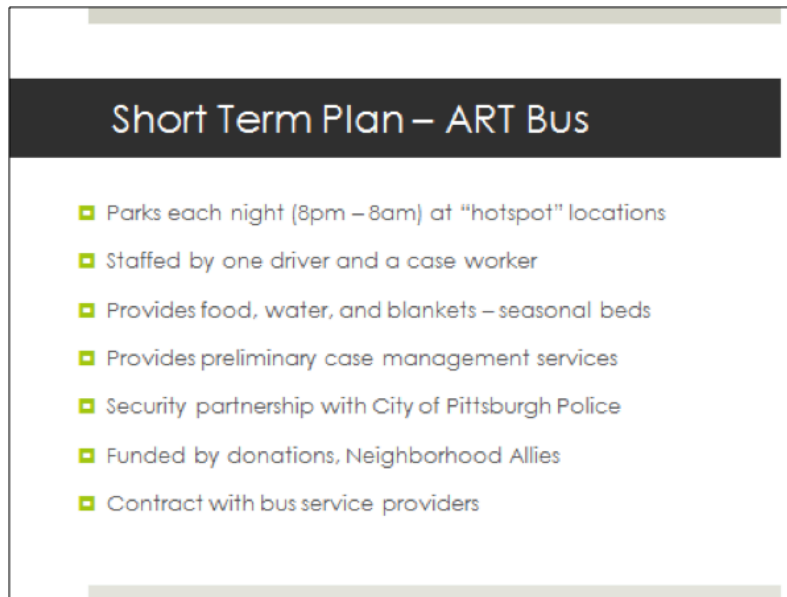 Short Term Plan – ART Bus
Parks each night (8pm – 8am) at “hotspot” locations
Staffed by one driver and a case worker
Provides food, water, and blankets – seasonal beds
Provides preliminary case management services
Security partnership with City of Pittsburgh Police
Funded by donations, Neighborhood Allies
Contract with bus service providers